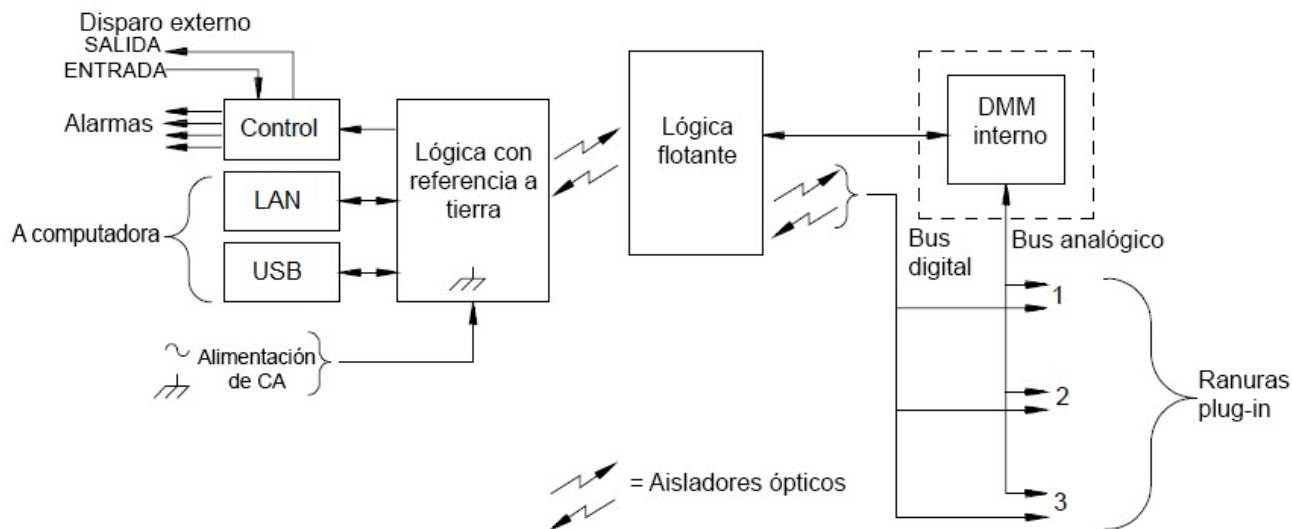 Disparo externo
SALIDA
ENTRADA
Alarmas
Control
A computadora
LAN
USB
Lógica con
referencia a
tierra
Alimentación
de CA
Lógica
flotante
DMM
interno
Bus
digital
Bus analógico
1
2
3
Ranuras
plug-in
= Aisladores ópticos